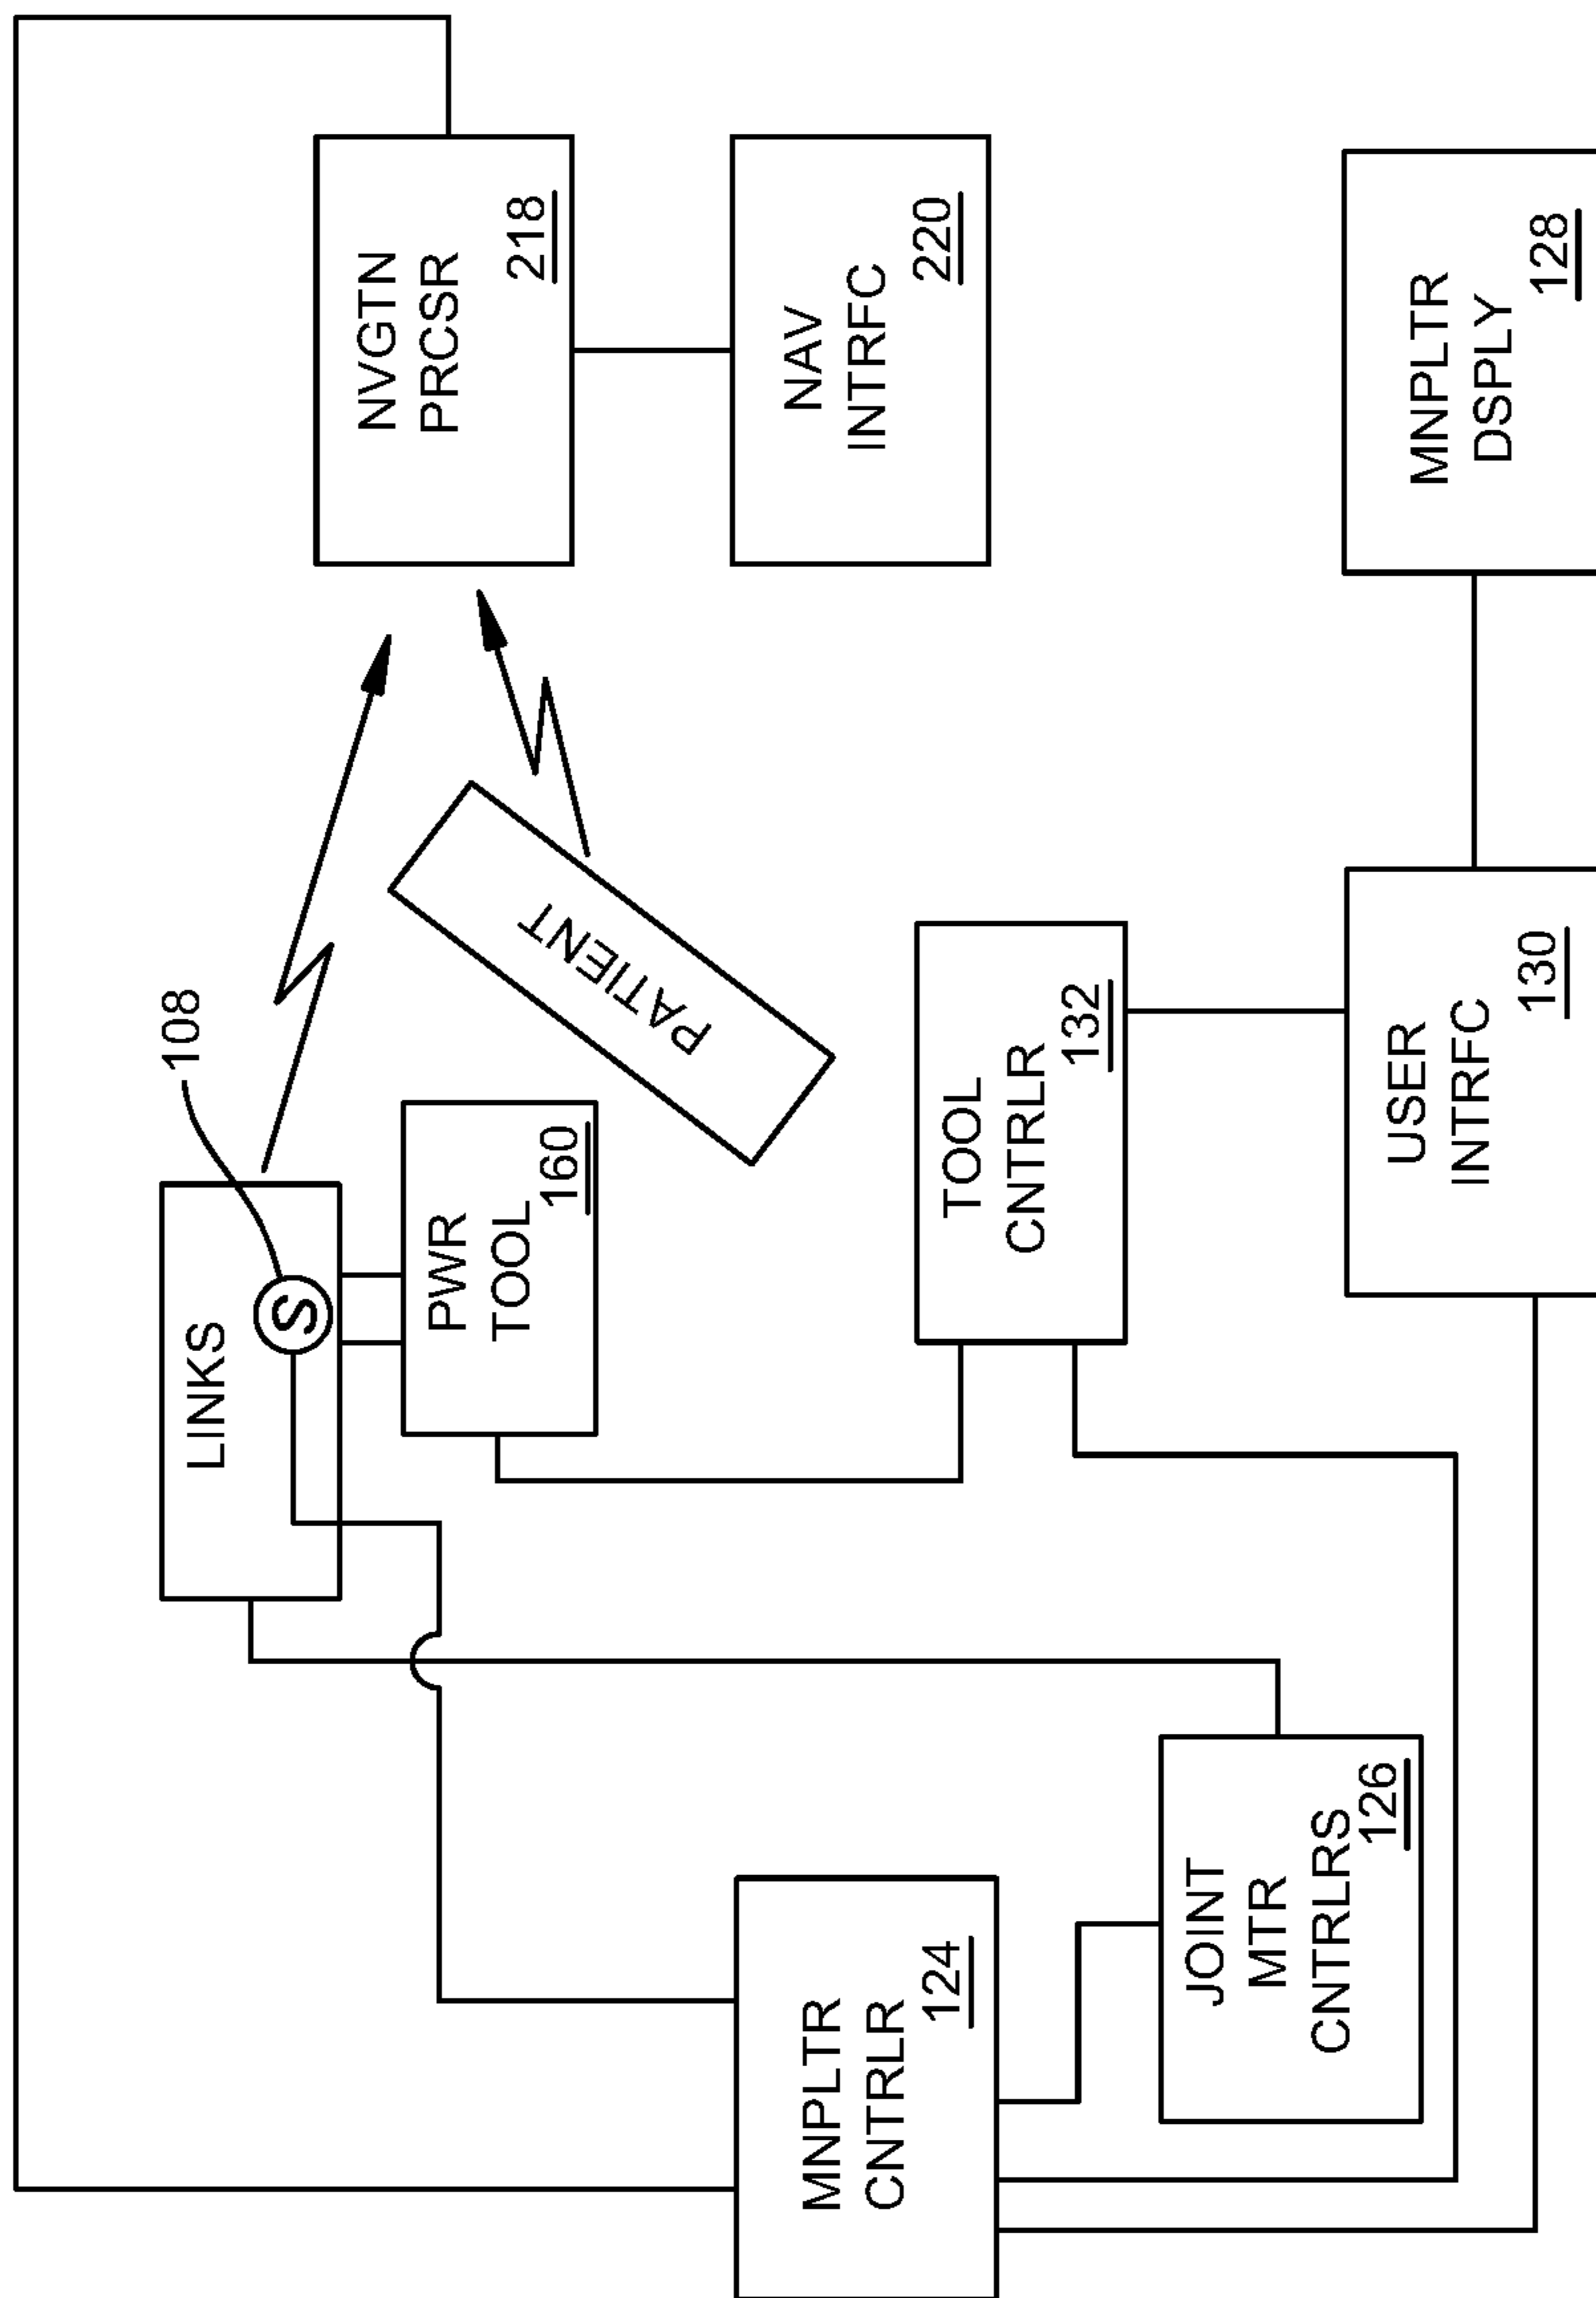 MNPLTR
CNTRLR
124
JOINT
MTR
CNTRLRS
126
LINKS
S
108
PWR
TOOL
160
PATIENT
TOOL
CNTRLR
132
USER
INTRFC
130
NVGTN
PRCSR
218
NAV
INTRFC
220
MNPLTR
DSPLY
128